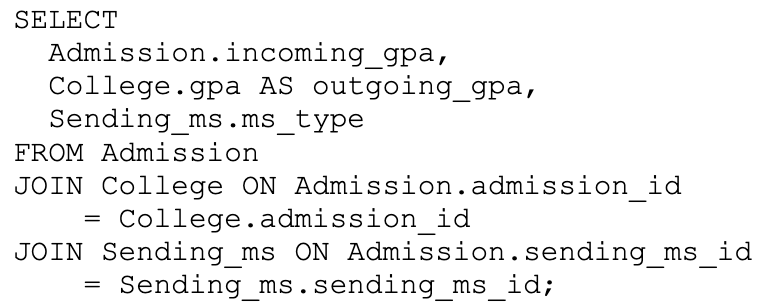 SELECT
  Admission.incoming_gpa,
  College.gpa AS outgoing_gpa,
  Sending_ms.ms_type
FROM Admission
JOIN College ON Admission.admission_id
    = College.admission_id
JOIN Sending_ms ON Admission.sending_ms_id
    = Sending_ms.sending_ms_id;